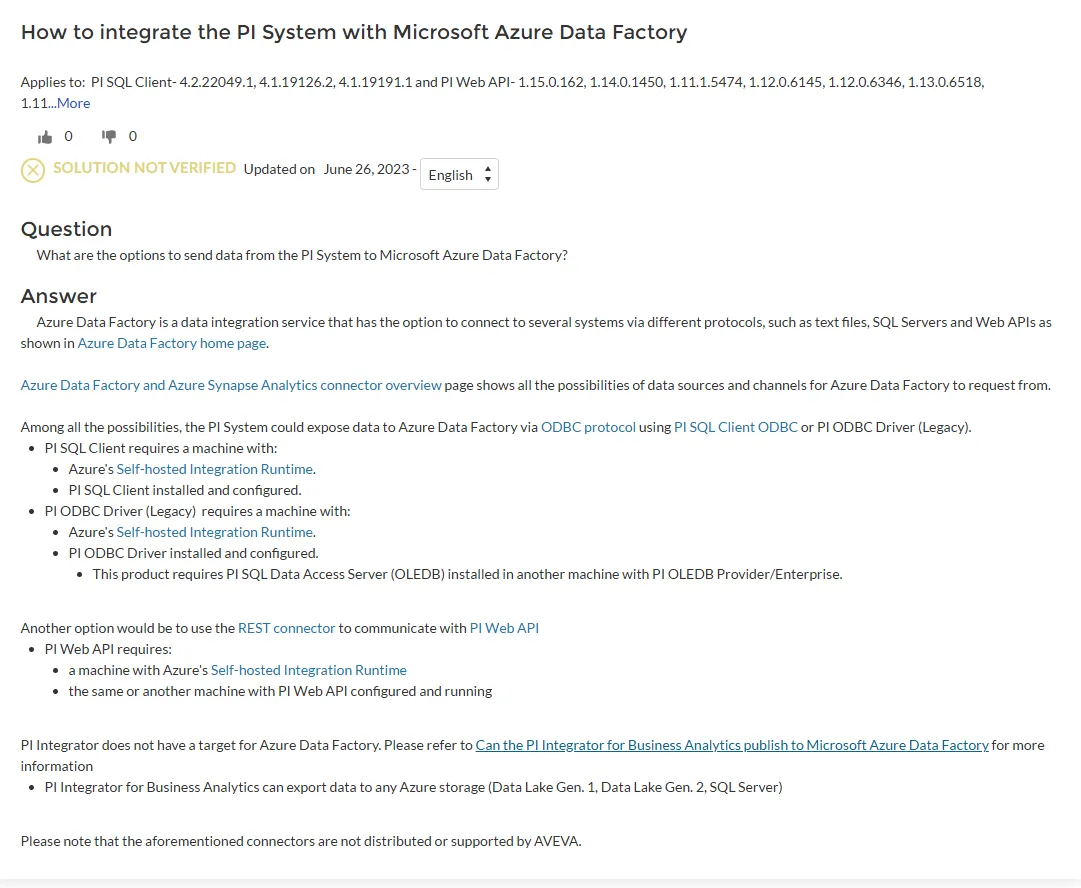 How to integrate the PI System with Microsoft Azure Data Factory
Applies to: PI SQL Client- 4.2.22049.1, 4.1.19126.2, 4.1.19191.1 and PI Web API- 1.15.0.162, 1.14.0.1450, 1.11.1.5474, 1.12.0.6145, 1.12.0.6346, 1.13.0.6518,
1.11...More
0 0
SOLUTION NOT VERIFIED Updated on June 26, 2023 - English
Question
What are the options to send data from the PI System to Microsoft Azure Data Factory?
Answer
Azure Data Factory is a data integration service that has the option to connect to several systems via different protocols, such as text files, SQL Servers and Web APIs as
shown in Azure Data Factory home page.
Azure Data Factory and Azure Synapse Analytics connector overview page shows all the possibilities of data sources and channels for Azure Data Factory to request from.
Among all the possibilities, the PI System could expose data to Azure Data Factory via ODBC protocol using PI SQL Client ODBC or PI ODBC Driver (Legacy).
• PI SQL Client requires a machine with:
• Azure's Self-hosted Integration Runtime.
• PI SQL Client installed and configured.
• PI ODBC Driver (Legacy) requires a machine with:
• Azure's Self-hosted Integration Runtime.
• PI ODBC Driver installed and configured.
• This product requires PI SQL Data Access Server (OLEDB) installed in another machine with PI OLEDB Provider/Enterprise.
Another option would be to use the REST connector to communicate with PI Web API
• PI Web API requires:
• a machine with Azure's Self-hosted Integration Runtime
• the same or another machine with PI Web API configured and running
PI Integrator does not have a target for Azure Data Factory. Please refer to Can the PI Integrator for Business Analytics publish to Microsoft Azure Data Factory for more
information
• PI Integrator for Business Analytics can export data to any Azure storage (Data Lake Gen. 1, Data Lake Gen. 2, SQL Server)
Please note that the aforementioned connectors are not distributed or supported by AVEVA.